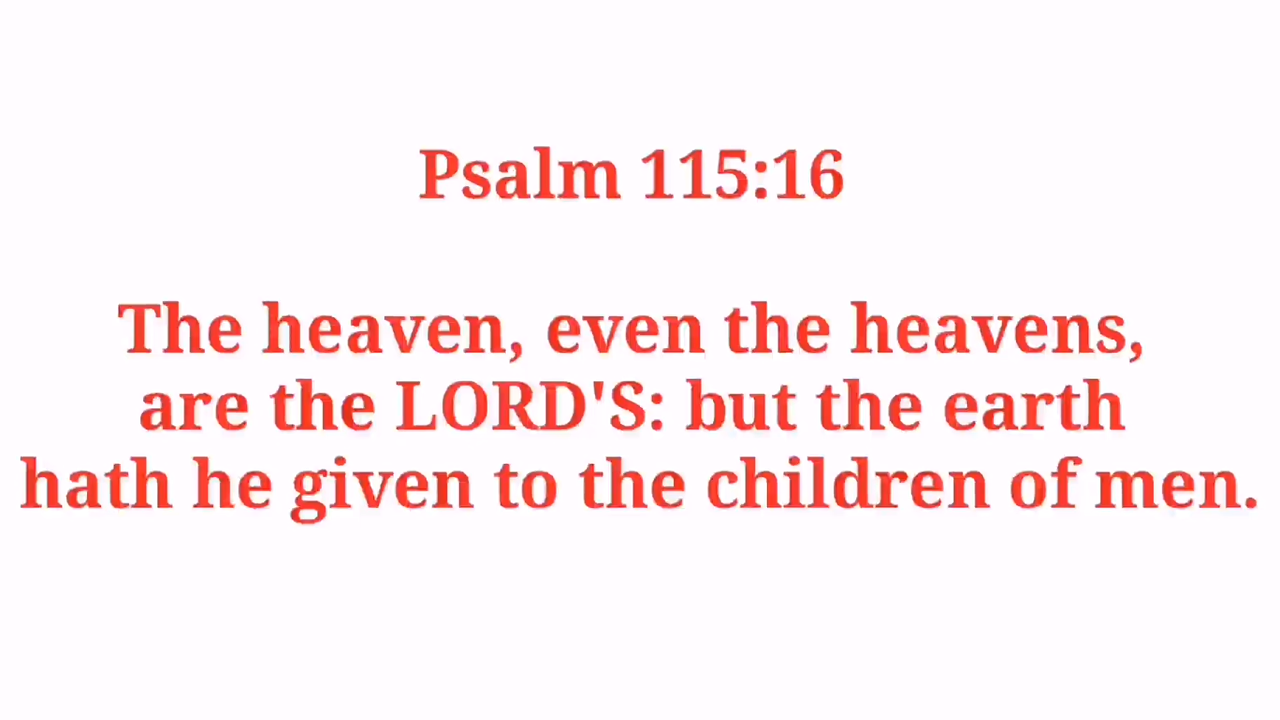 Psalm 115:16
The heaven, even the heavens,
are the LORD'S: but the earth
hath he given to the children of men.